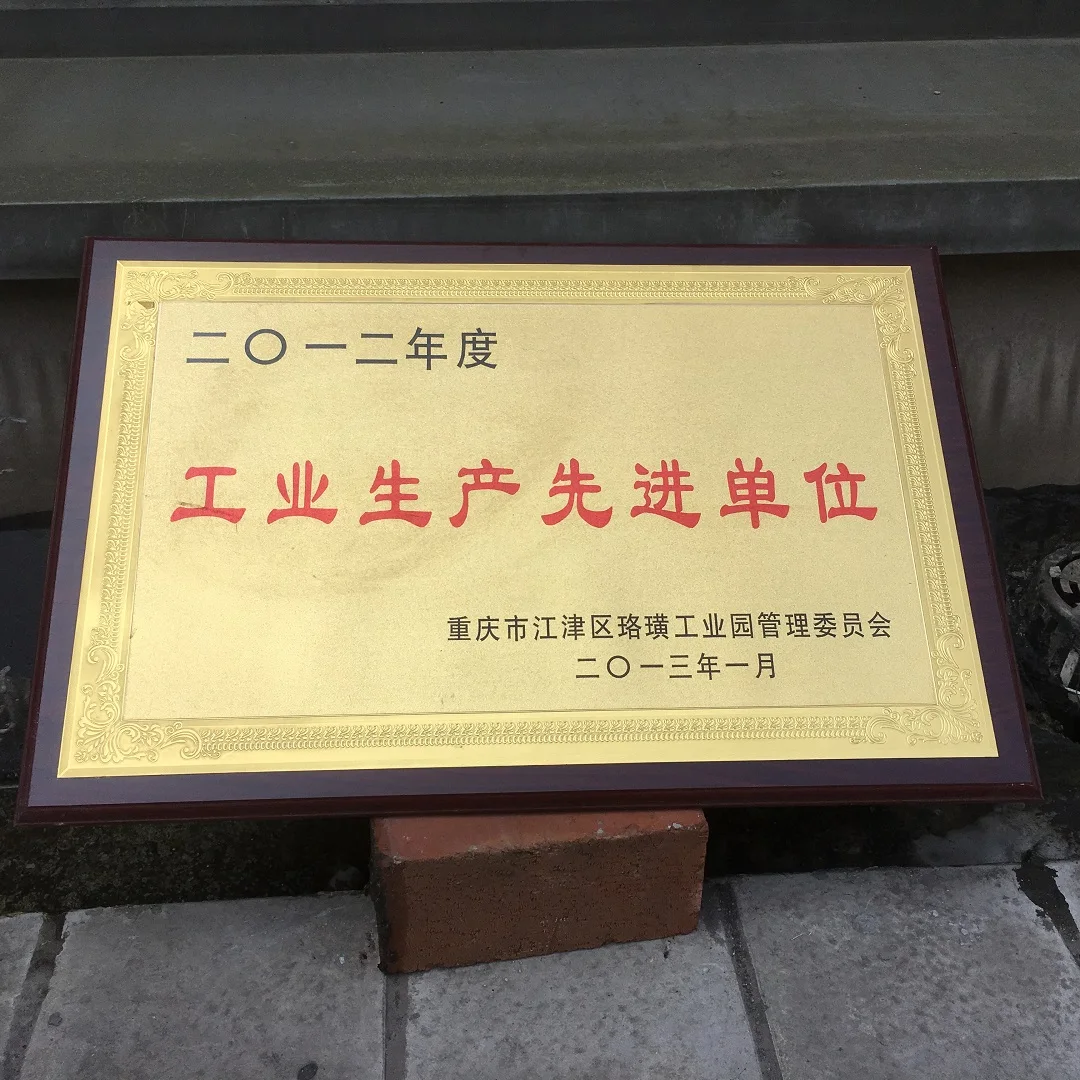 二〇一二年度
工业生产先进单位
重庆市江津区珞璜工业园管理委员会
二〇一三年一月